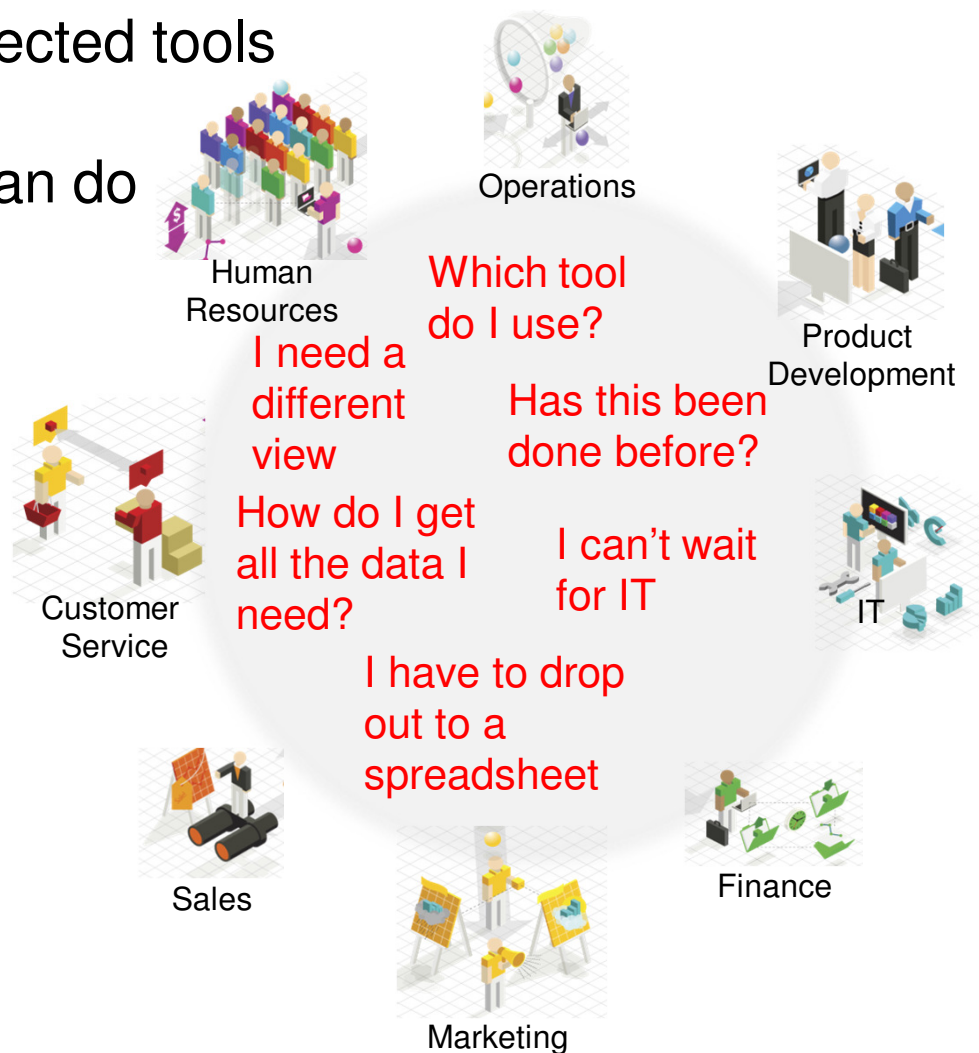 ected tools
an do
Operations
Human
Resources
Which tool
do I use?
Product
Development
I need a
different
view
Has this been
done before?
How do I get
all the data I
need?
I can't wait
for IT
Customer
Service
IT
I have to drop
out to a
spreadsheet
Sales
Finance
Marketing